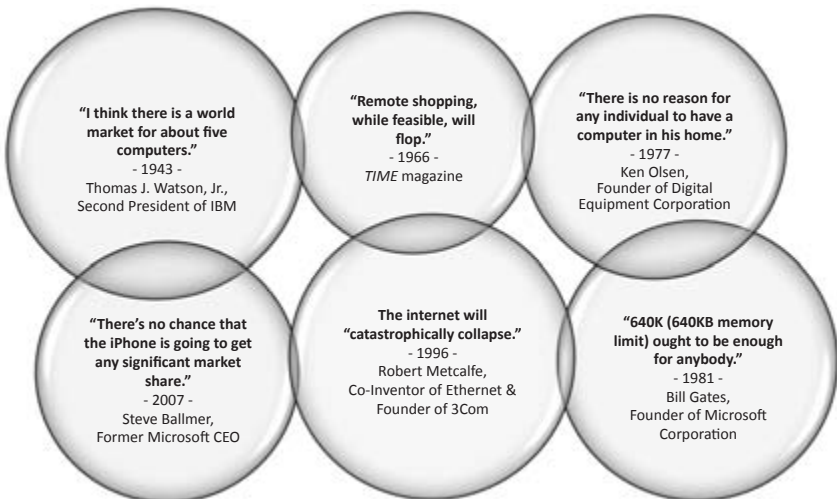 “I think there is a world
market for about five
computers.”
- 1943 -
Thomas J. Watson, Jr.,
Second President of IBM
“Remote shopping,
while feasible, will
flop.”
- 1966 -
TIME magazine
“There is no reason for
any individual to have a
computer in his home.”
- 1977 -
Ken Olsen,
Founder of Digital
Equipment Corporation
“There’s no chance that
the iPhone is going to get
any significant market
share.”
- 2007 -
Steve Ballmer,
Former Microsoft CEO
The internet will
“catastrophically collapse.”
- 1996 -
Robert Metcalfe,
Co-Inventor of Ethernet &
Founder of 3Com
“640K (640KB memory
limit) ought to be enough
for anybody.”
- 1981 -
Bill Gates,
Founder of Microsoft
Corporation